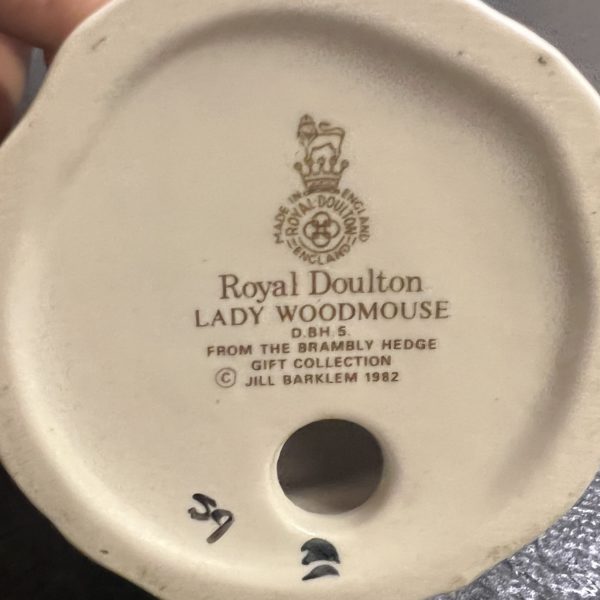 MADE IN ENGLAND
ROYAL·DOULTON
ENGLAND
Royal Doulton
LADY WOODMOUSE
D.BH.5.
FROM THE BRAMBLY HEDGE
GIFT COLLECTION
© JILL BARKLEM 1982